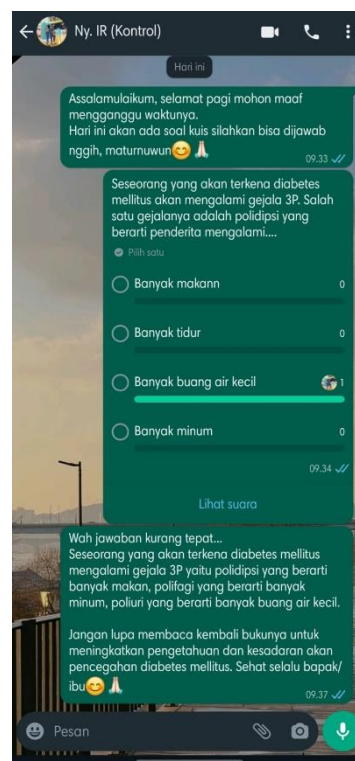 Ny. IR (Kontrol)
Hari ini
Assalamulaikum, selamat pagi mohon maaf
mengganggu waktunya.
Hari ini akan ada soal kuis silahkan bisa dijawab
nggih, maturnuwun😊🙏🏻
09.33
Seseorang yang akan terkena diabetes
mellitus akan mengalami gejala 3P. Salah
satu gejalanya adalah polidipsi yang
berarti penderita mengalami....
Pilih satu
Banyak makann 0
Banyak tidur 0
Banyak buang air kecil 1
Banyak minum 0
09.34
Lihat suara
Wah jawaban kurang tepat...
Seseorang yang akan terkena diabetes mellitus
mengalami gejala 3P yaitu polidipsi yang berarti
banyak makan, polifagi yang berarti banyak
minum, poliuri yang berarti banyak buang air kecil.
Jangan lupa membaca kembali bukunya untuk
meningkatkan pengetahuan dan kesadaran akan
pencegahan diabetes mellitus. Sehat selalu bapak/
ibu😊🙏🏻
09.37
Pesan